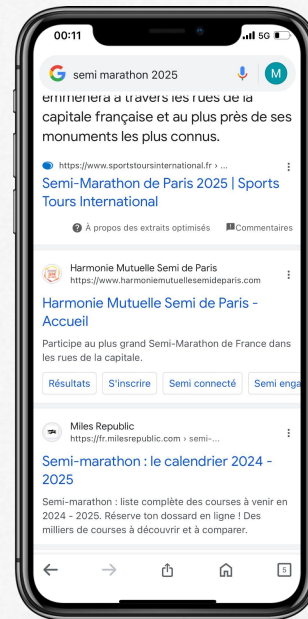 00:11
5G
G semi marathon 2025 M
emmènera à travers les rues de la
capitale française et au plus près de ses
monuments les plus connus.
https://www.sportstoursinternational.fr › ...
Semi-Marathon de Paris 2025 | Sports
Tours International
À propos des extraits optimisés Commentaires
Harmonie Mutuelle Semi de Paris
https://www.harmoniemutuellesemideparis.com
Harmonie Mutuelle Semi de Paris -
Accueil
Participe au plus grand Semi-Marathon de France dans
les rues de la capitale.
Résultats S'inscrire Semi connecté Semi enga
Miles Republic
https://fr.milesrepublic.com › semi-...
Semi-marathon : le calendrier 2024 -
2025
Semi-marathon : liste complète des courses à venir en
2024 - 2025. Réserve ton dossard en ligne ! Des
milliers de courses à découvrir et à comparer.
5